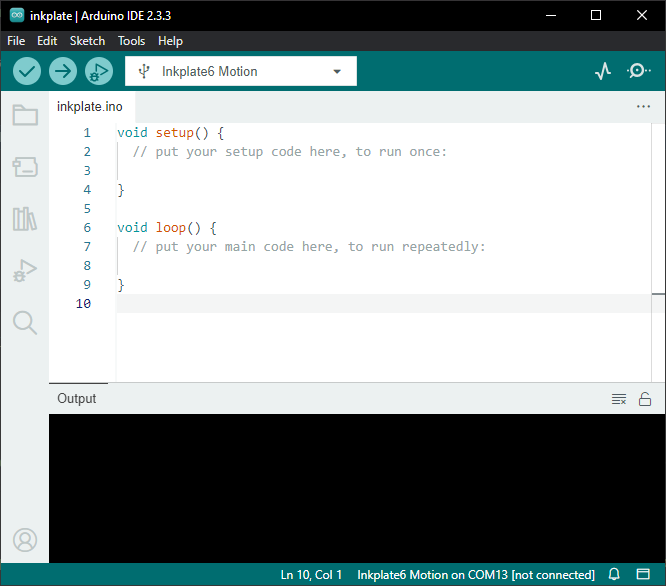 inkplate | Arduino IDE 2.3.3
File Edit Sketch Tools Help
Inkplate6 Motion
inkplate.ino
1 void setup() {
2 // put your setup code here, to run once:
3
4 }
5
6 void loop() {
7 // put your main code here, to run repeatedly:
8
9 }
10
Output
Ln 10, Col 1 Inkplate6 Motion on COM13 [not connected]